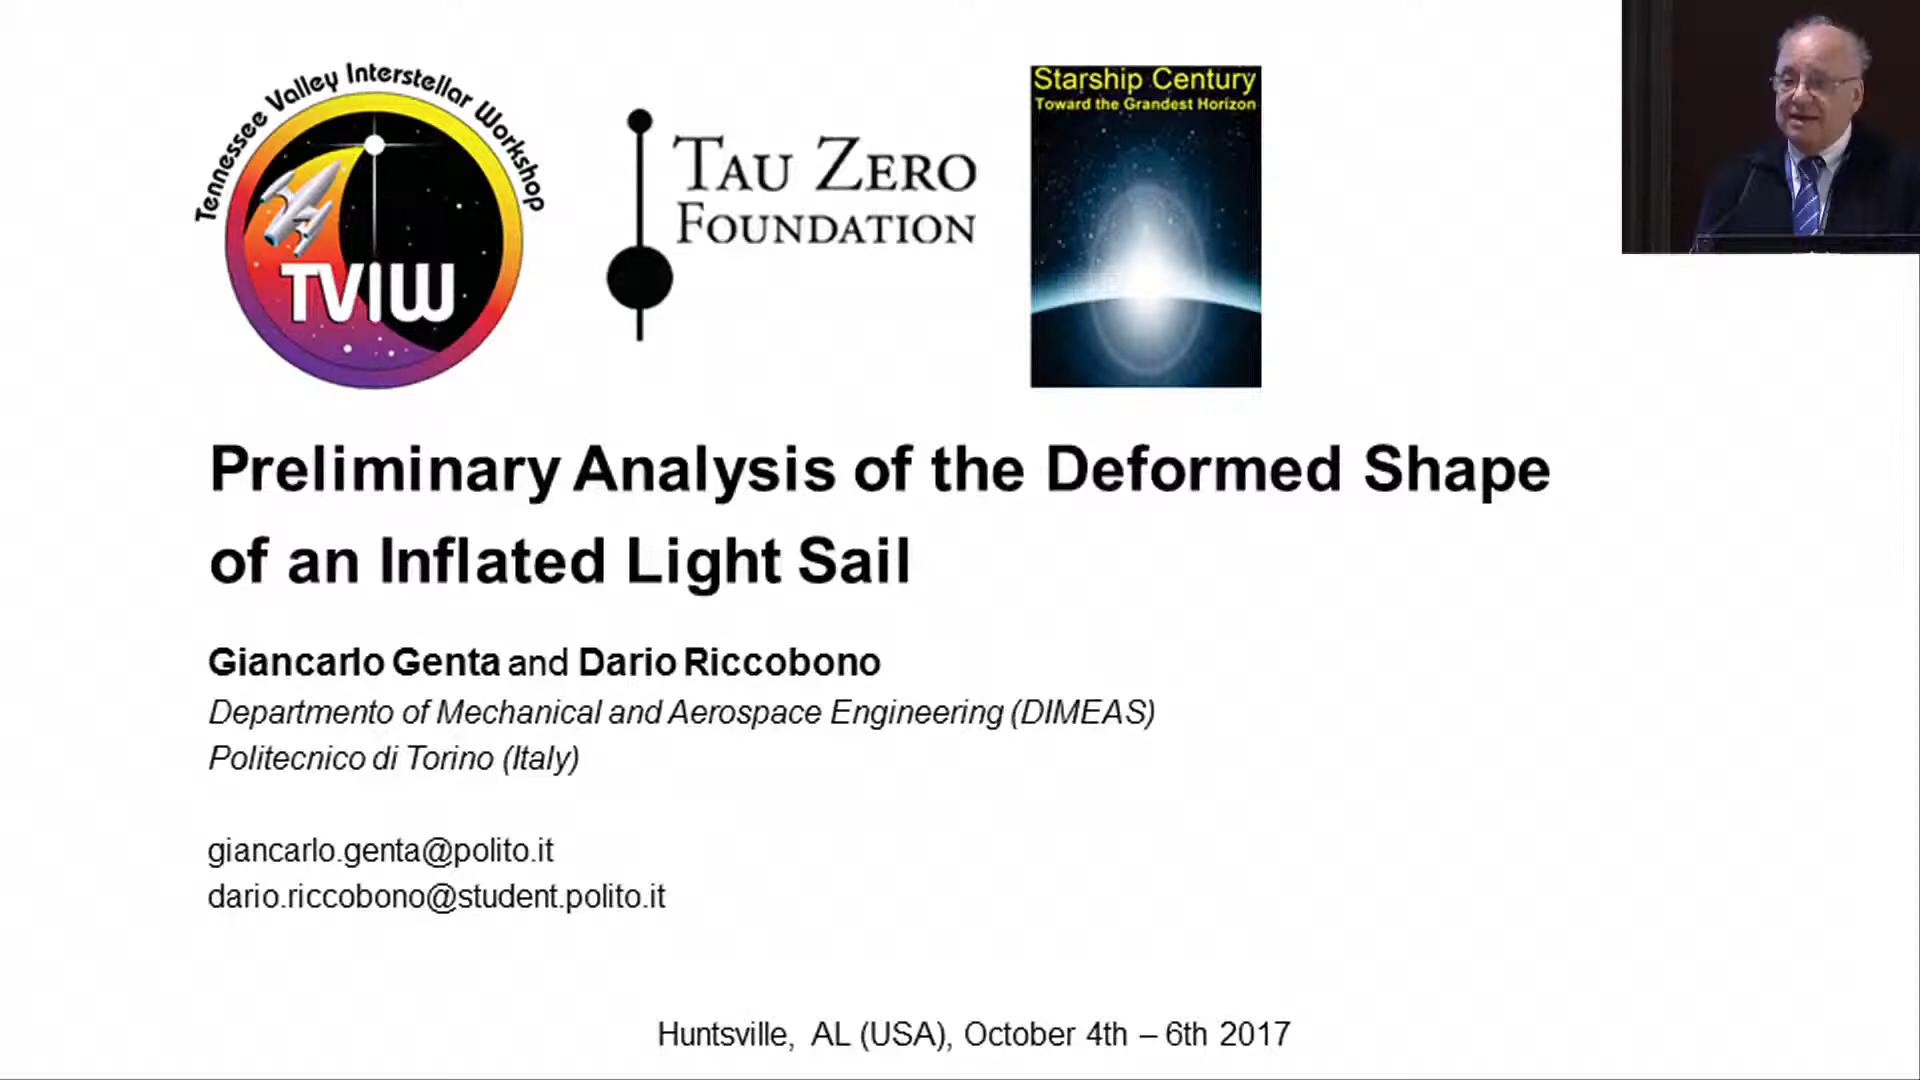 Tennessee Valley Interstellar Workshop
TVIW
TAU ZERO
FOUNDATION
Starship Century
Toward the Grandest Horizon
Preliminary Analysis of the Deformed Shape
of an Inflated Light Sail
Giancarlo Genta and Dario Riccobono
Departmento of Mechanical and Aerospace Engineering (DIMEAS)
Politecnico di Torino (Italy)
giancarlo.genta@polito.it
dario.riccobono@student.polito.it
Huntsville, AL (USA), October 4th – 6th 2017